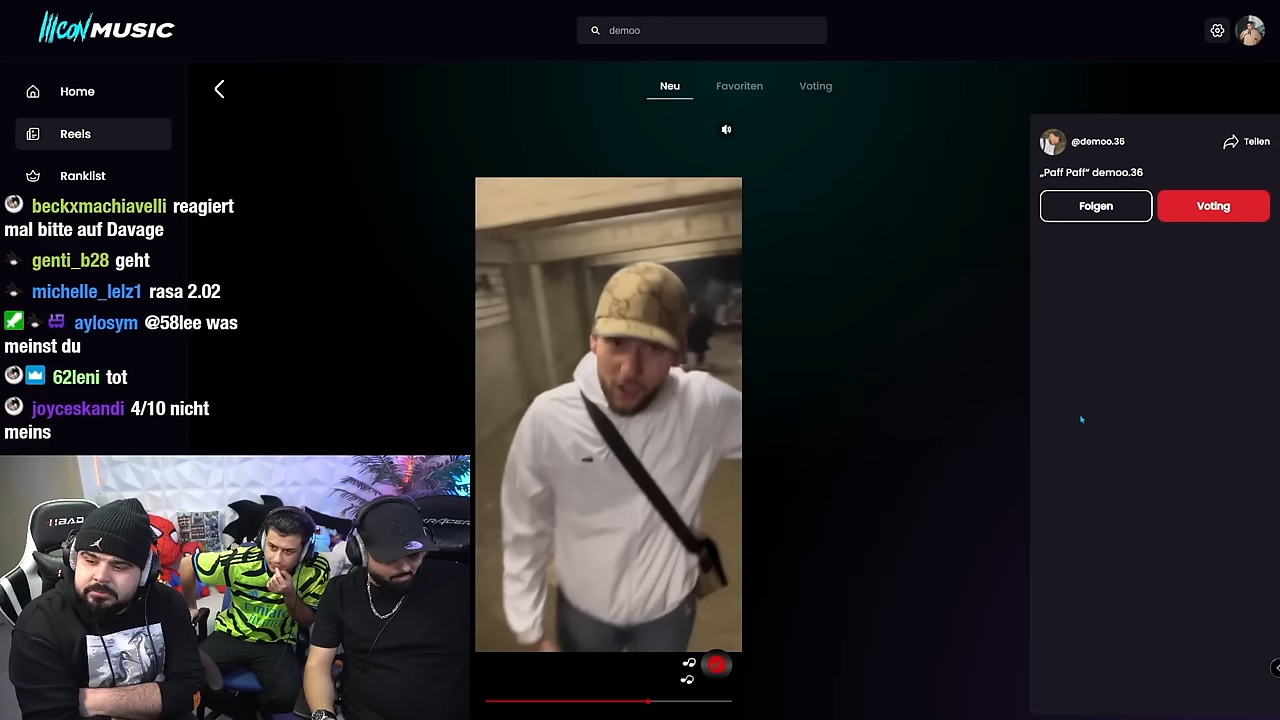 IIICON MUSIC
demoo
Home
Reels
Ranklist
Neu
Favoriten
Voting
@demoo.36
Teilen
„Paff Paff“ demoo.36
Folgen
Voting
beckxmachiavelli reagiert
mal bitte auf Davage
genti_b28 geht
michelle_lelz1 rasa 2.02
aylosym @58lee was
meinst du
62leni tot
joyceskandi 4/10 nicht
meins